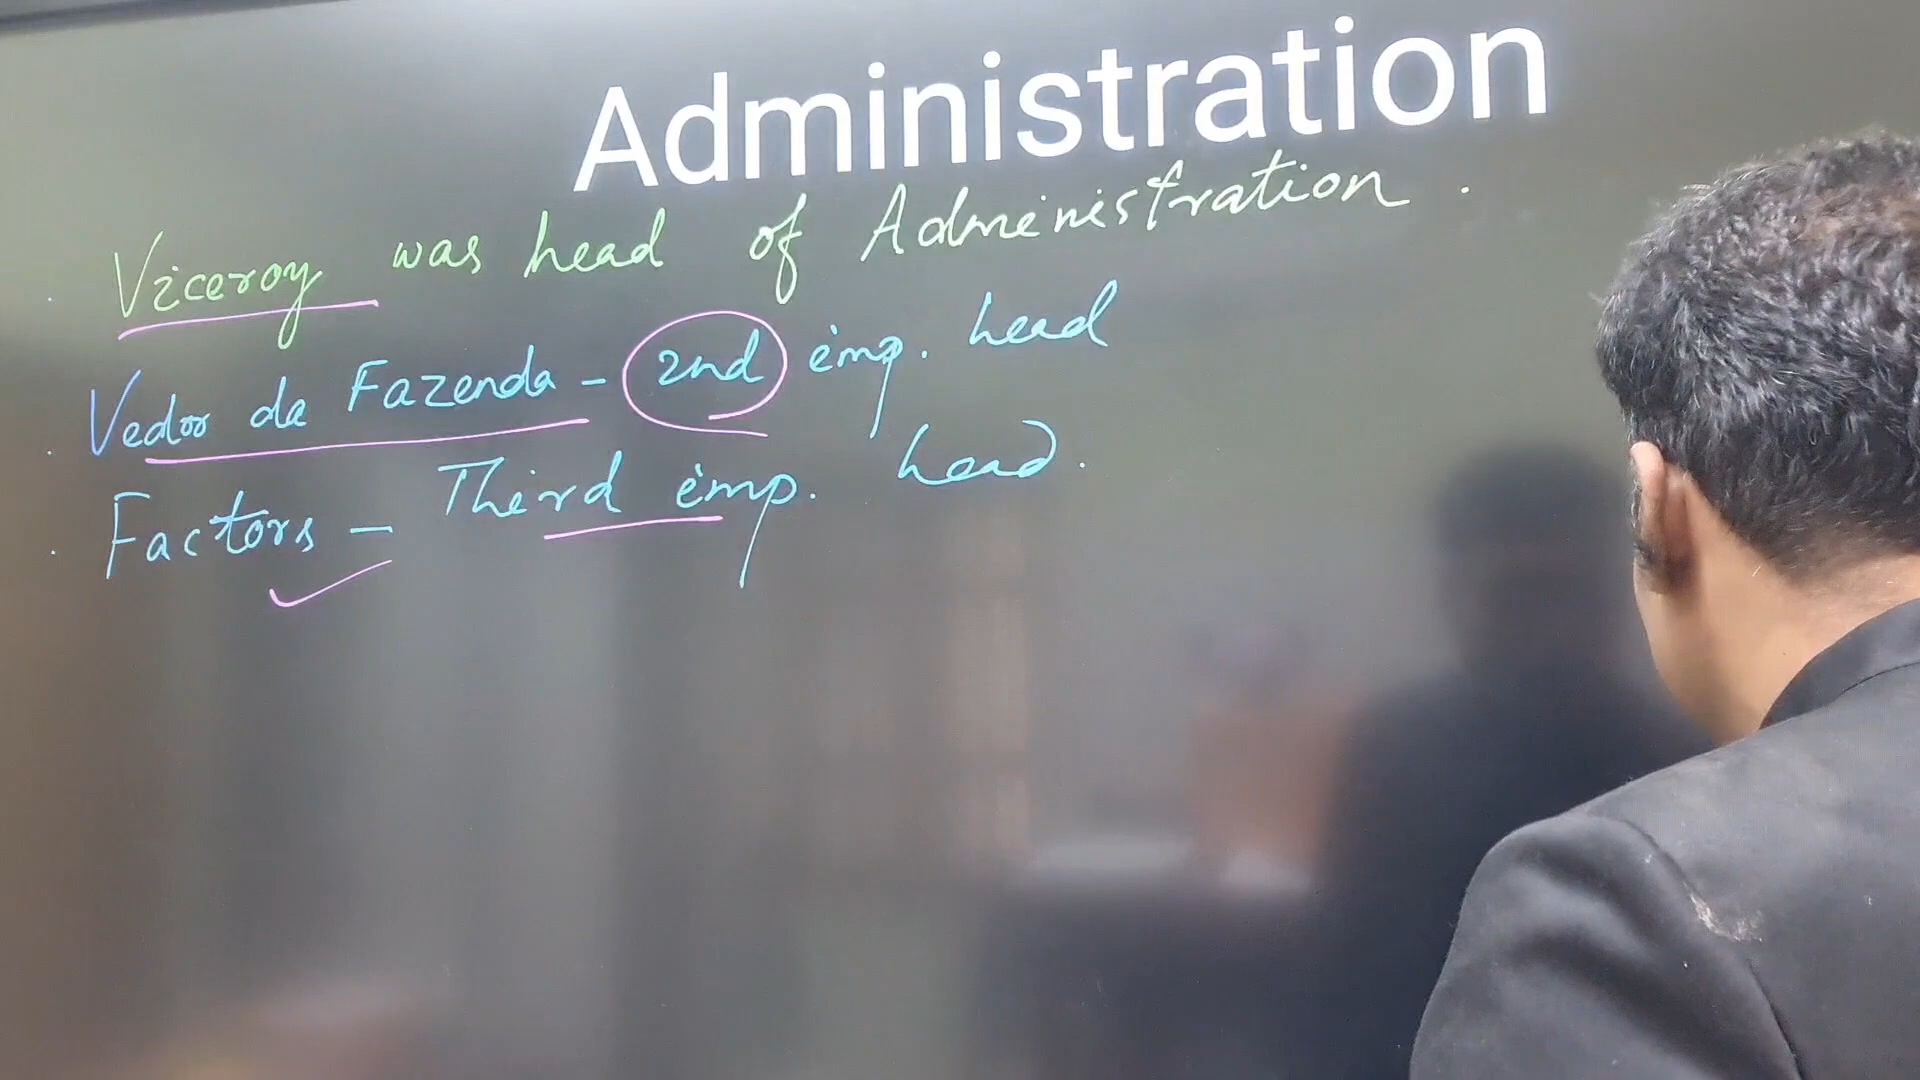 Administration
Viceroy was head of Administration.
Vedor da Fazenda - 2nd imp. head
Factors - Third imp. head.